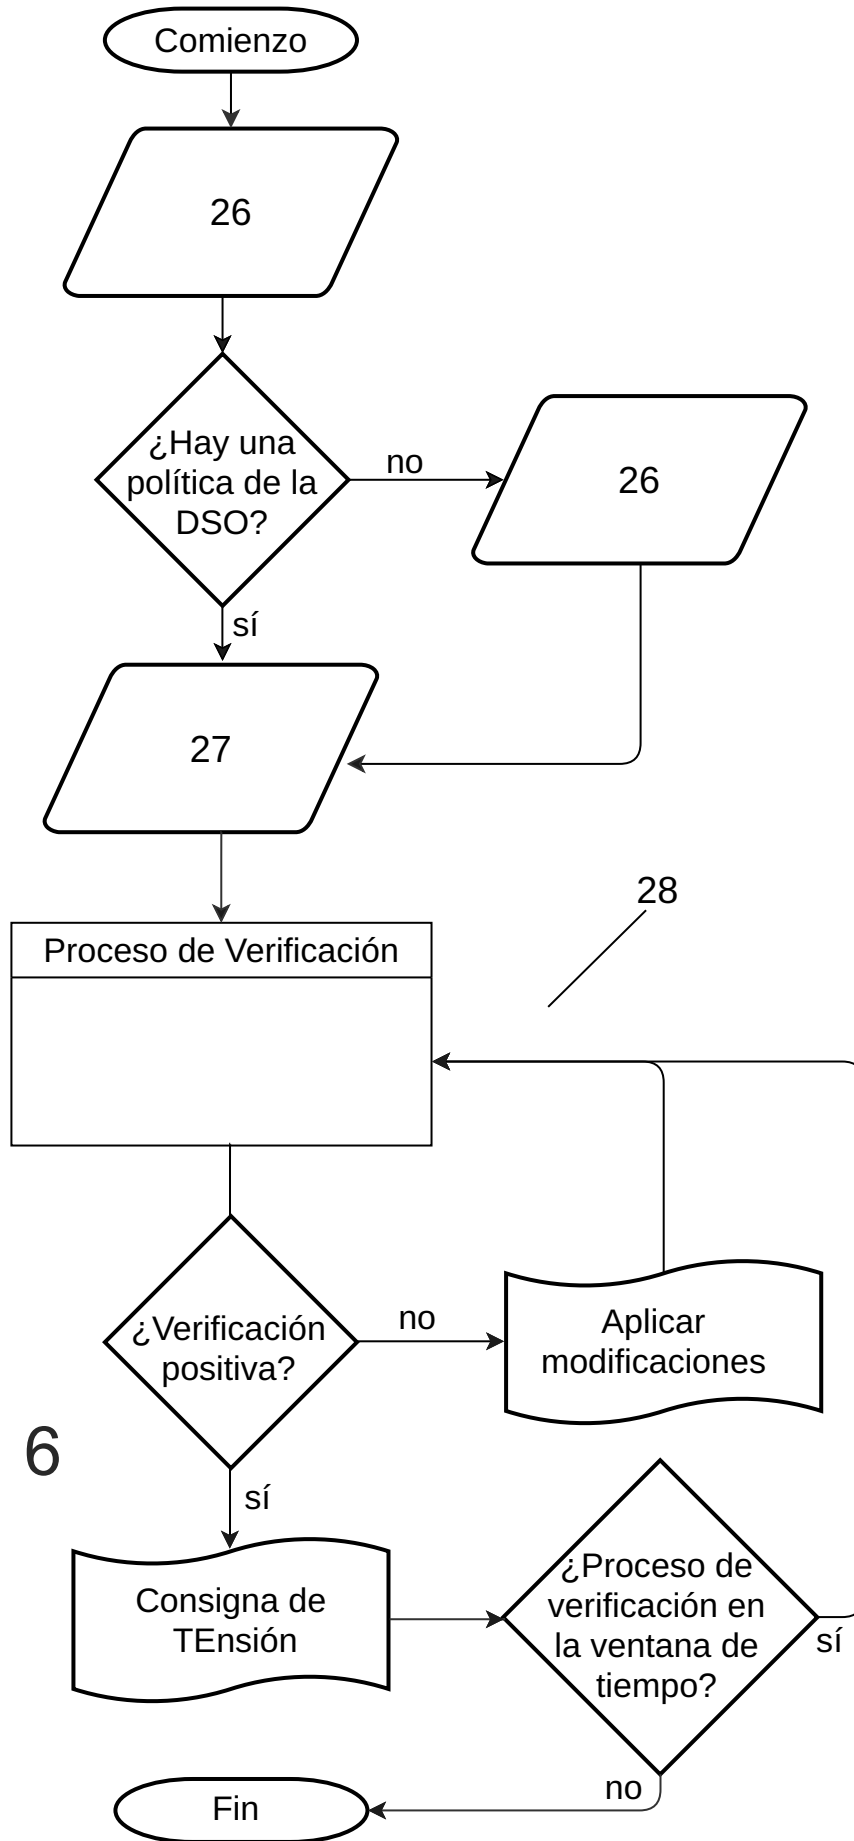 Comienzo
26
¿Hay una
política de la
DSO?
no
26
sí
27
28
Proceso de Verificación
¿Verificación
positiva?
no
Aplicar
modificaciones
6
sí
Consigna de
TEnsión
¿Proceso de
verificación en
la ventana de
tiempo?
sí
no
Fin